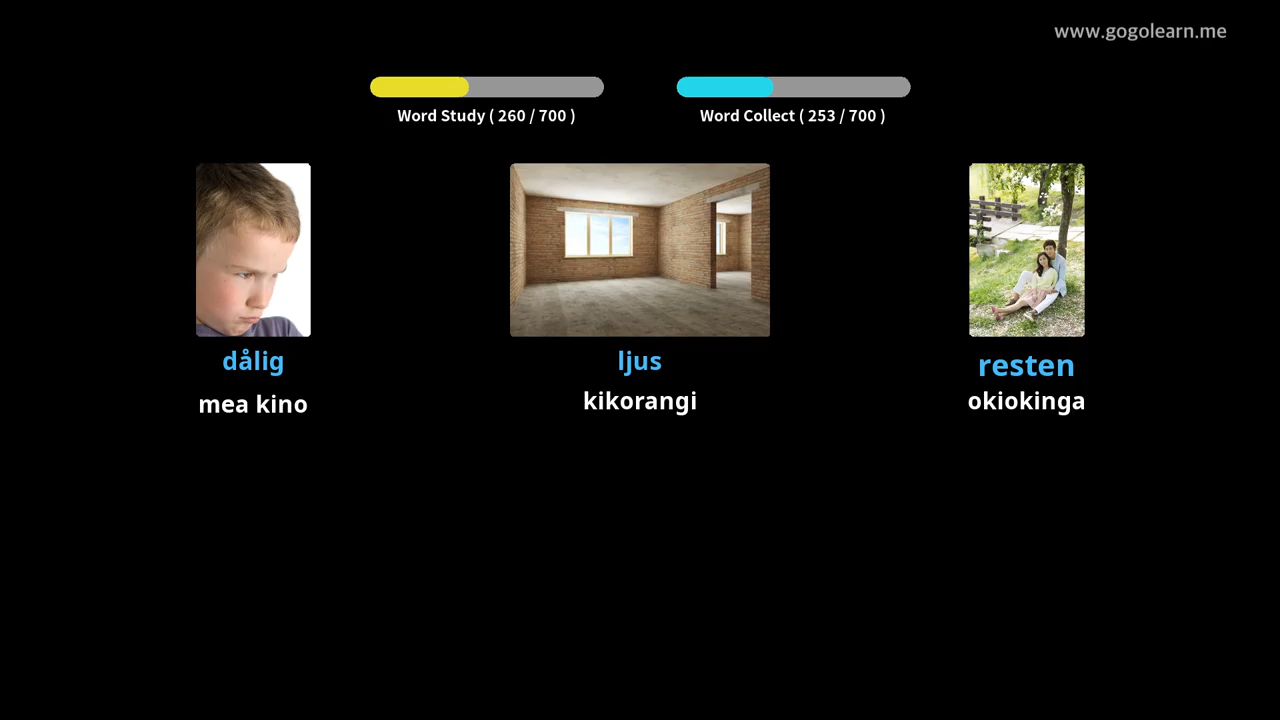 www.gogolearn.me
Word Study ( 260 / 700 )
Word Collect ( 253 / 700 )
dålig
ljus
resten
mea kino
kikorangi
okiokinga